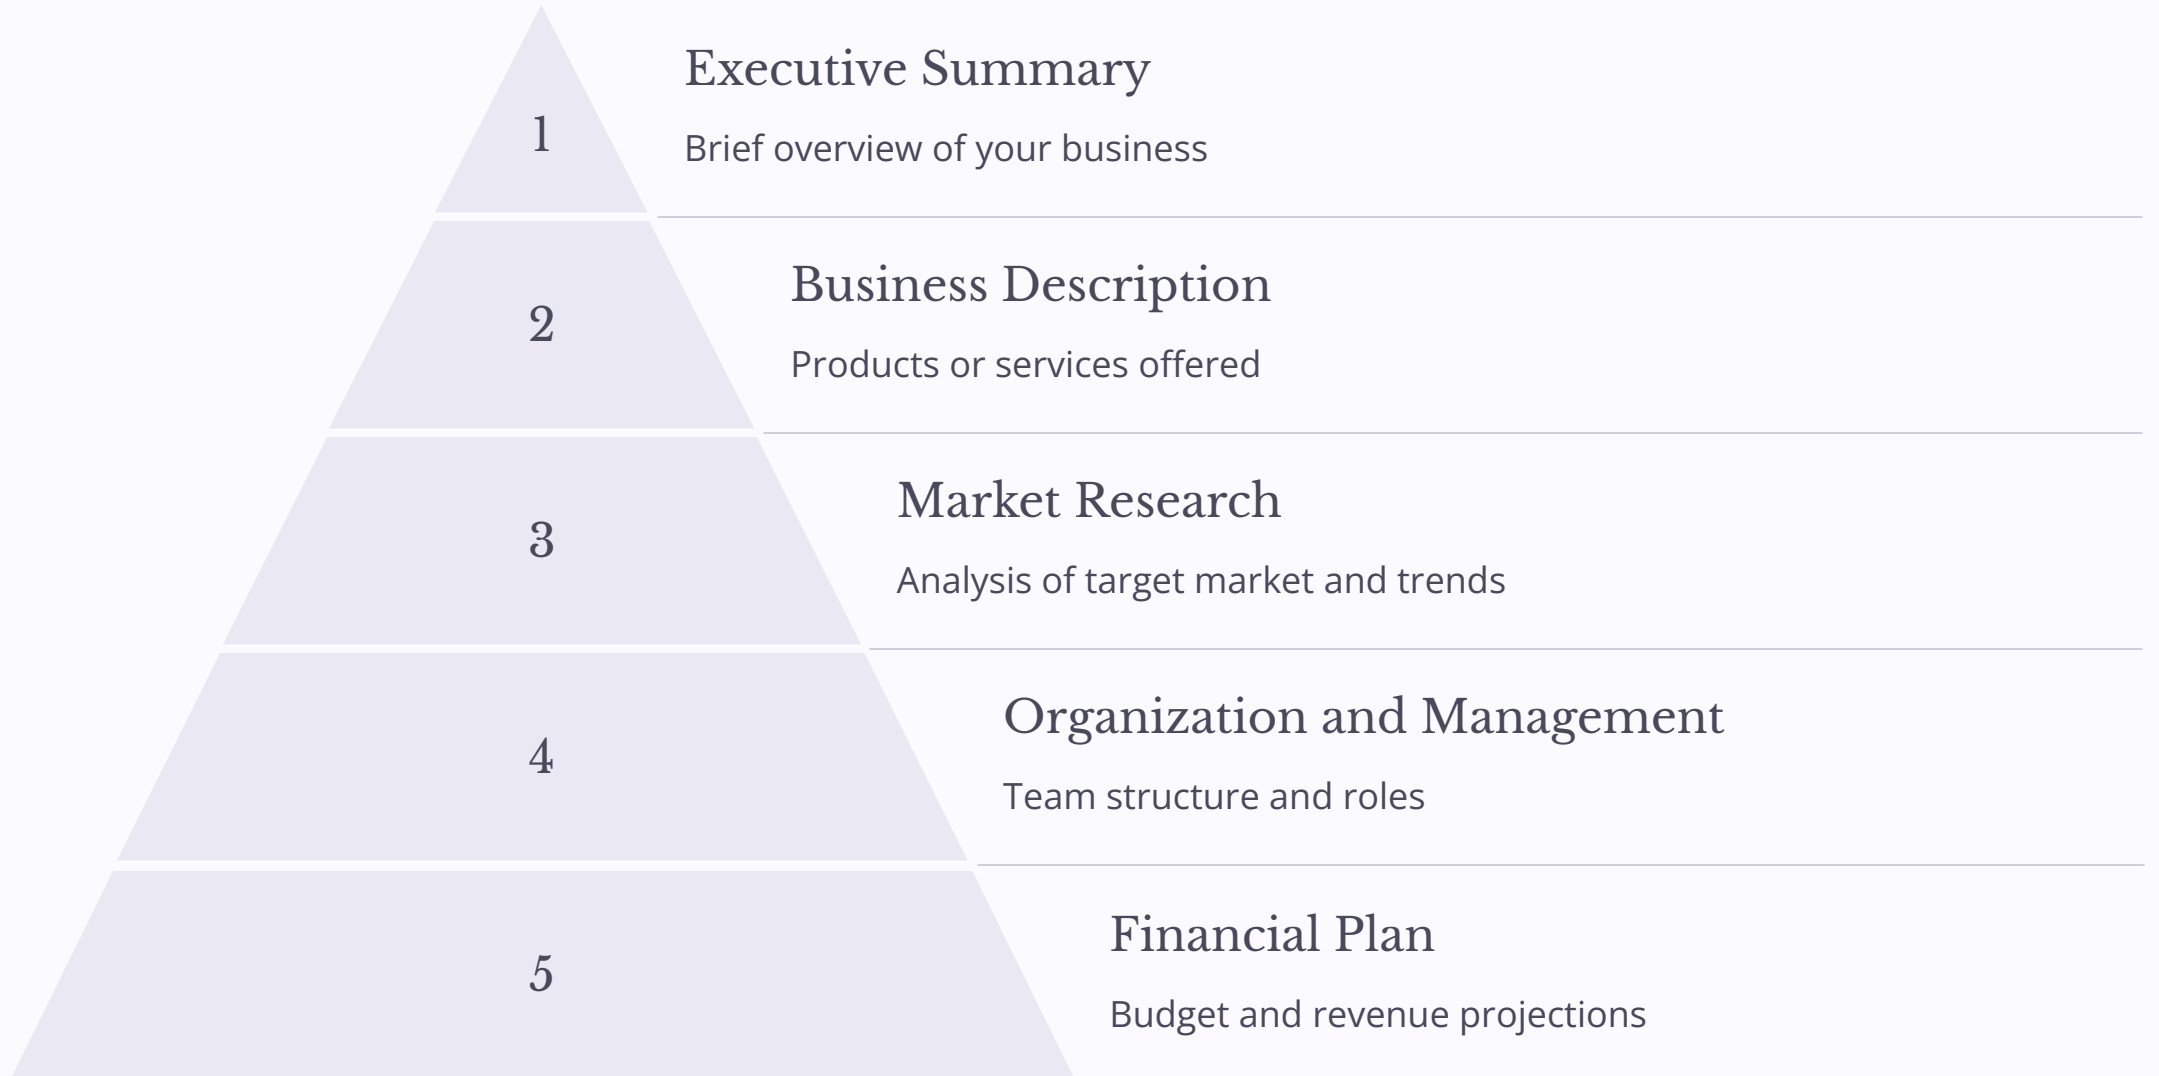 1
Executive Summary
Brief overview of your business
2
Business Description
Products or services offered
3
Market Research
Analysis of target market and trends
4
Organization and Management
Team structure and roles
5
Financial Plan
Budget and revenue projections